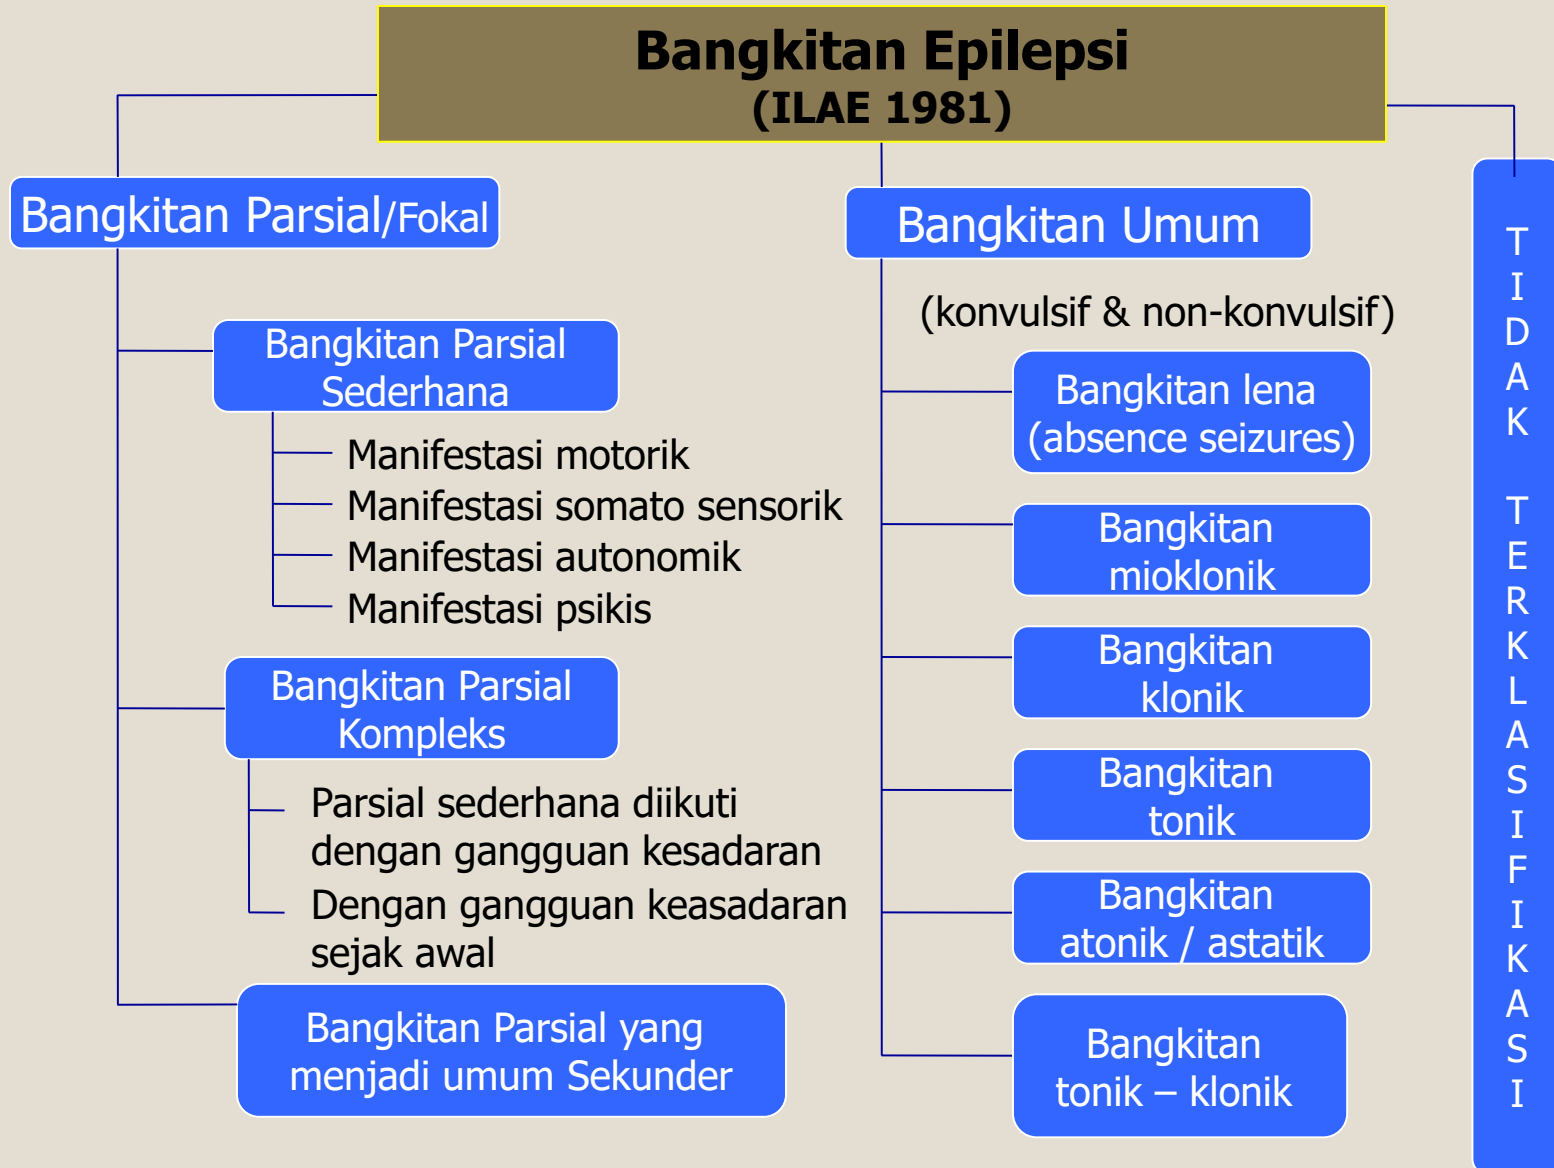 Bangkitan Epilepsi
(ILAE 1981)
Bangkitan Parsial/Fokal
Bangkitan Parsial
Sederhana
Manifestasi motorik
Manifestasi somato sensorik
Manifestasi autonomik
Manifestasi psikis
Bangkitan Parsial
Kompleks
Parsial sederhana diikuti
dengan gangguan kesadaran
Dengan gangguan keasadaran
sejak awal
Bangkitan Parsial yang
menjadi umum Sekunder
Bangkitan Umum
(konvulsif & non-konvulsif)
Bangkitan lena
(absence seizures)
Bangkitan
mioklonik
Bangkitan
klonik
Bangkitan
tonik
Bangkitan
atonik / astatik
Bangkitan
tonik – klonik
TIDAK TERKLASIFIKASI